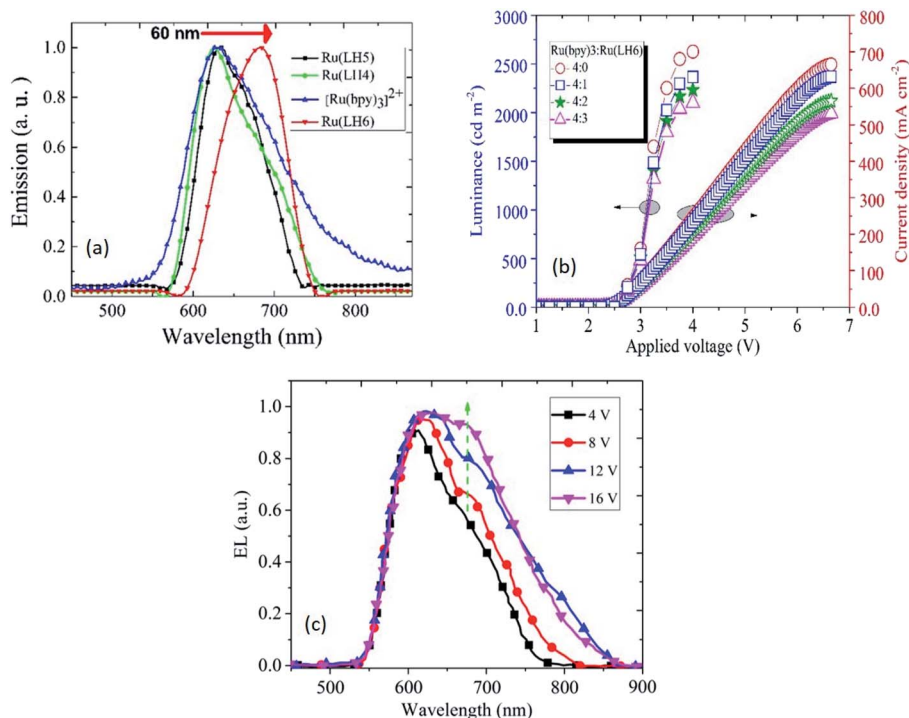 60 nm
1.0
0.8
0.6
0.4
0.2
0.0
Emission (a. u.)
Ru(LH5)
Ru(LH4)
[Ru(bpy)3]2+
Ru(LH6)
(a)
500 600 700 800
Wavelength (nm)
3000
2500
2000
1500
1000
500
0.0
Luminance (cd m-2)
Ru(bpy)3:Ru(LH6)
4:0
4:1
4:2
4:3
(b)
800
700
600
500
400
300
200
100
0.0
Current density (mA cm-2)
1 2 3 4 5 6 7
Applied voltage (V)
1.0
0.8
0.6
0.4
0.2
0.0
EL (a.u.)
4 V
8 V
12 V
16 V
(c)
500 600 700 800 900
Wavelength (nm)